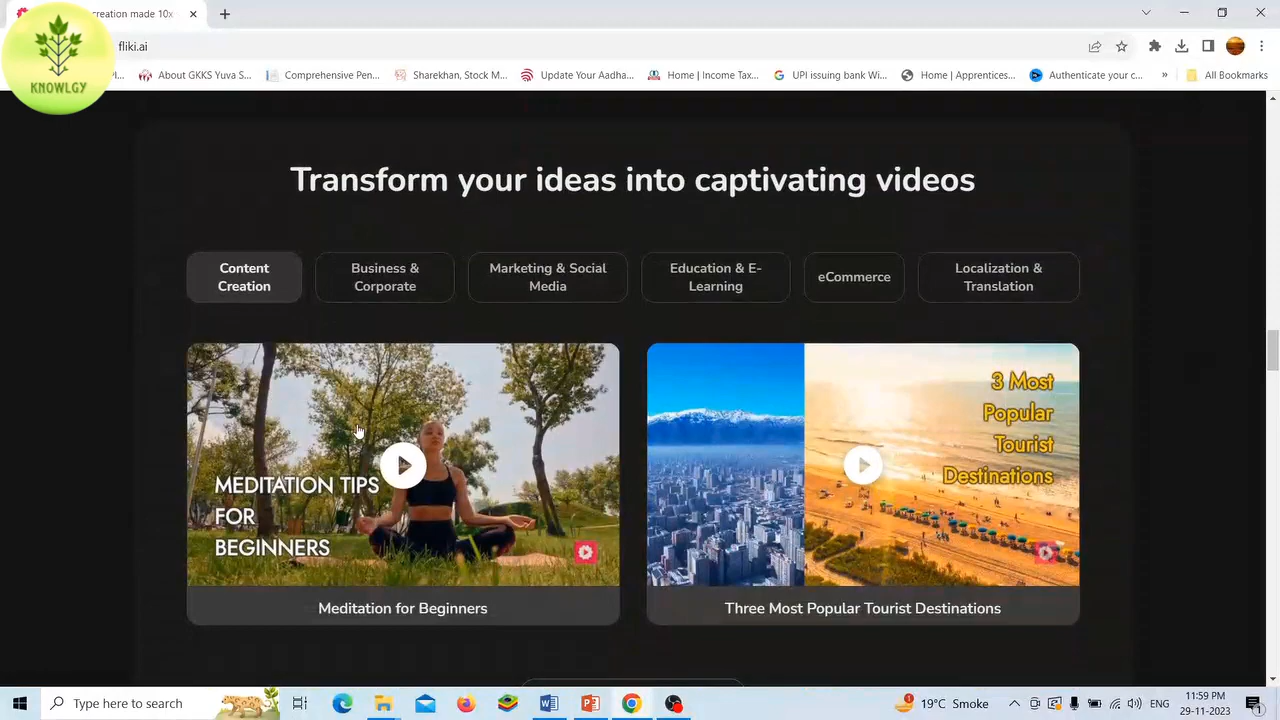 creation made 10x
KNOWLGY
fliki.ai
About GKKS Yuva S...
Comprehensive Pen...
Sharekhan, Stock M...
Update Your Aadha...
Home | Income Tax...
UPI issuing bank Wi...
Home | Apprentices...
Authenticate your c...
»
All Bookmarks
Transform your ideas into captivating videos
Content
Creation
Business &
Corporate
Marketing & Social
Media
Education & E-
Learning
eCommerce
Localization &
Translation
MEDITATION TIPS
FOR
BEGINNERS
3 Most
Popular
Tourist
Destinations
Meditation for Beginners
Three Most Popular Tourist Destinations
Type here to search
1
19°C Smoke
ENG
11:59 PM
29-11-2023
1